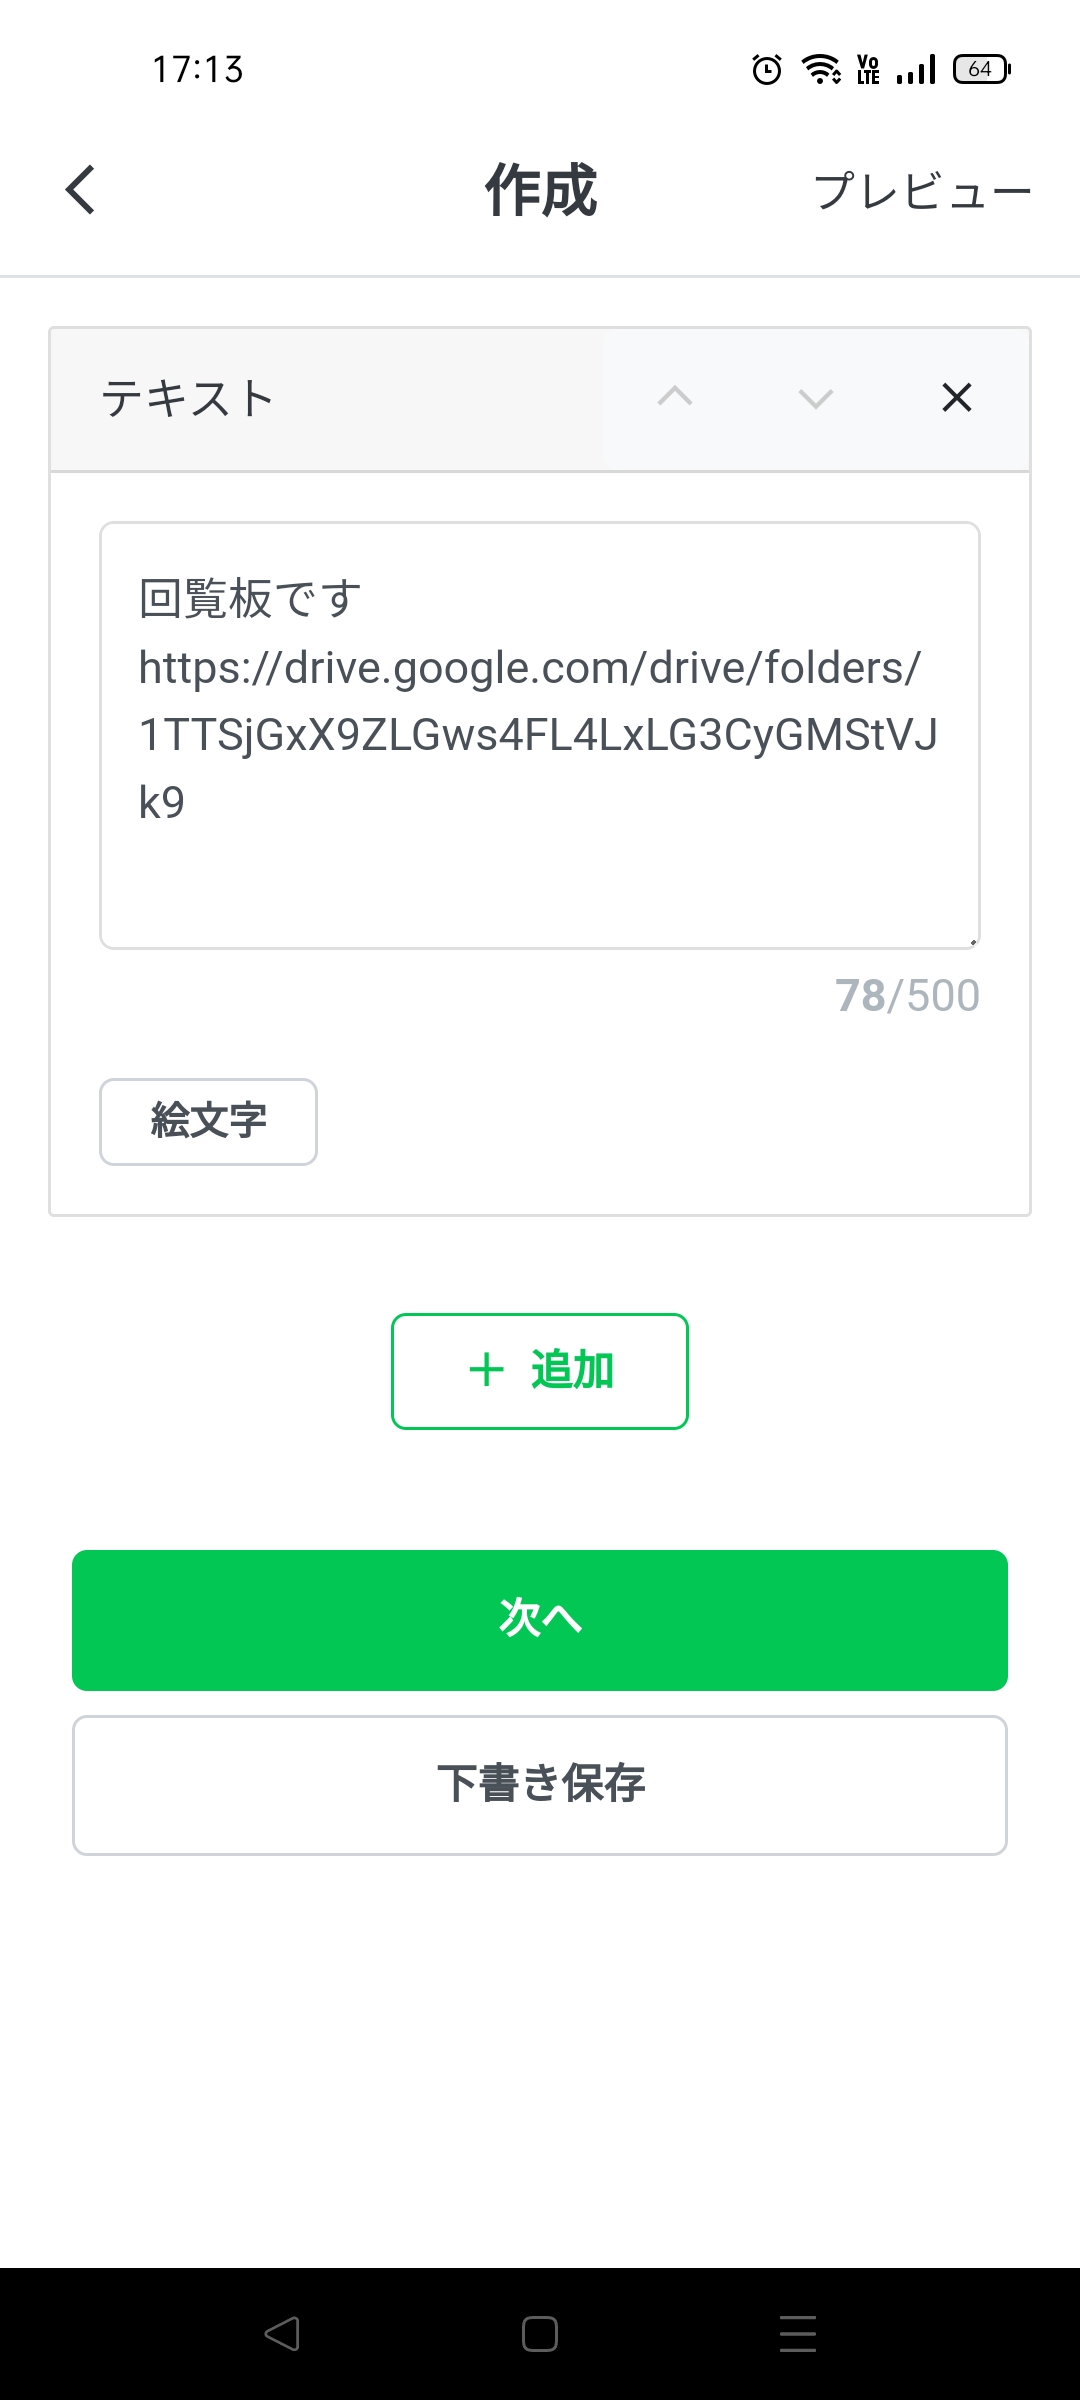 17:13
Vo
LTE
64
作成
プレビュー
テキスト
回覧板です
https://drive.google.com/drive/folders/
1TTSjGxX9ZLGws4FL4LxLG3CyGMStVJ
k9
78/500
絵文字
追加
次へ
下書き保存